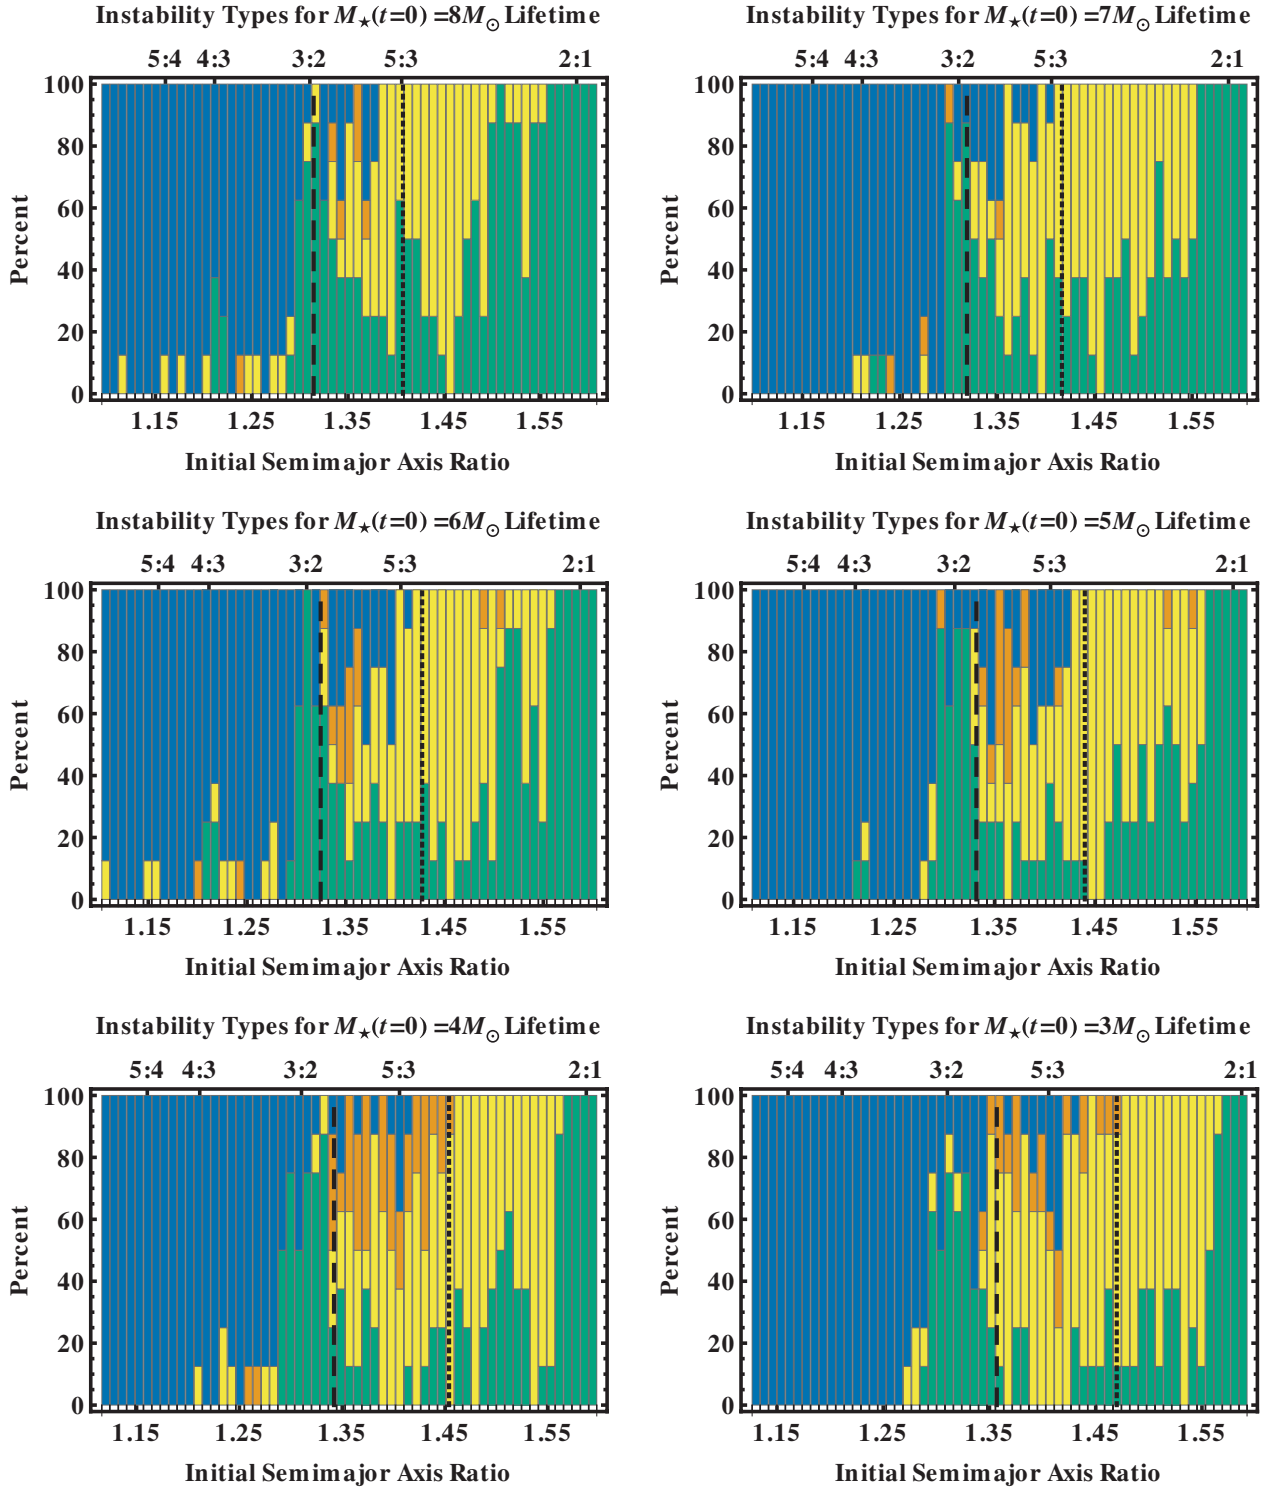 Instability Types for M★(t=0) =8M⊙ Lifetime
5:4 4:3 3:2 5:3 2:1
100
80
60
40
20
0
Percent
1.15 1.25 1.35 1.45 1.55
Initial Semimajor Axis Ratio
Instability Types for M★(t=0) =7M⊙ Lifetime
5:4 4:3 3:2 5:3 2:1
100
80
60
40
20
0
Percent
1.15 1.25 1.35 1.45 1.55
Initial Semimajor Axis Ratio
Instability Types for M★(t=0) =6M⊙ Lifetime
5:4 4:3 3:2 5:3 2:1
100
80
60
40
20
0
Percent
1.15 1.25 1.35 1.45 1.55
Initial Semimajor Axis Ratio
Instability Types for M★(t=0) =5M⊙ Lifetime
5:4 4:3 3:2 5:3 2:1
100
80
60
40
20
0
Percent
1.15 1.25 1.35 1.45 1.55
Initial Semimajor Axis Ratio
Instability Types for M★(t=0) =4M⊙ Lifetime
5:4 4:3 3:2 5:3 2:1
100
80
60
40
20
0
Percent
1.15 1.25 1.35 1.45 1.55
Initial Semimajor Axis Ratio
Instability Types for M★(t=0) =3M⊙ Lifetime
5:4 4:3 3:2 5:3 2:1
100
80
60
40
20
0
Percent
1.15 1.25 1.35 1.45 1.55
Initial Semimajor Axis Ratio